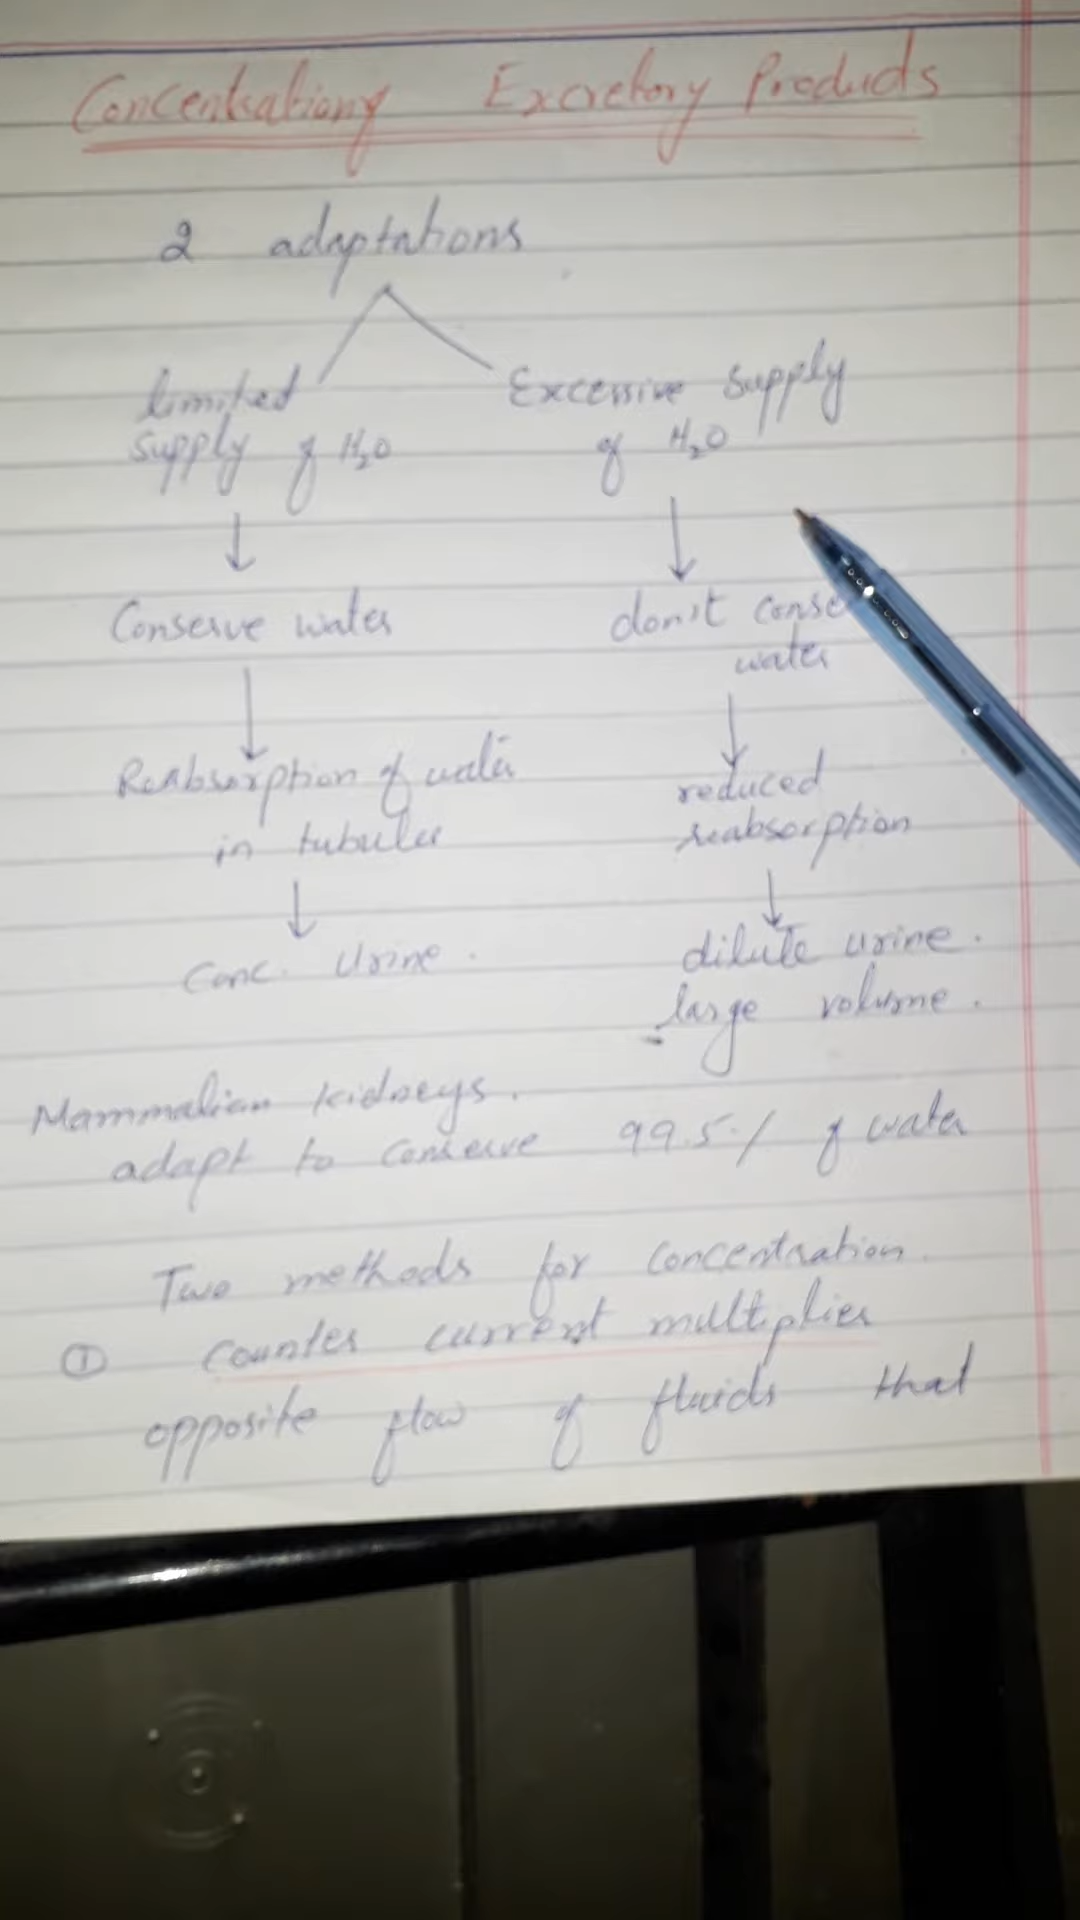 Concentration of Excretory Products
2 adaptations
limited
supply of H₂O
Excessive supply
of H₂O
Conserve water
don't conse
water
Reabsorption of water
in tubules
reduced
reabsorption
Conc. Urine.
dilute urine.
large volume.
Mammalian kidneys.
adapt to conserve 99.5% of water
Two methods for concentration.
① counter current multiplier
opposite flow of fluids that